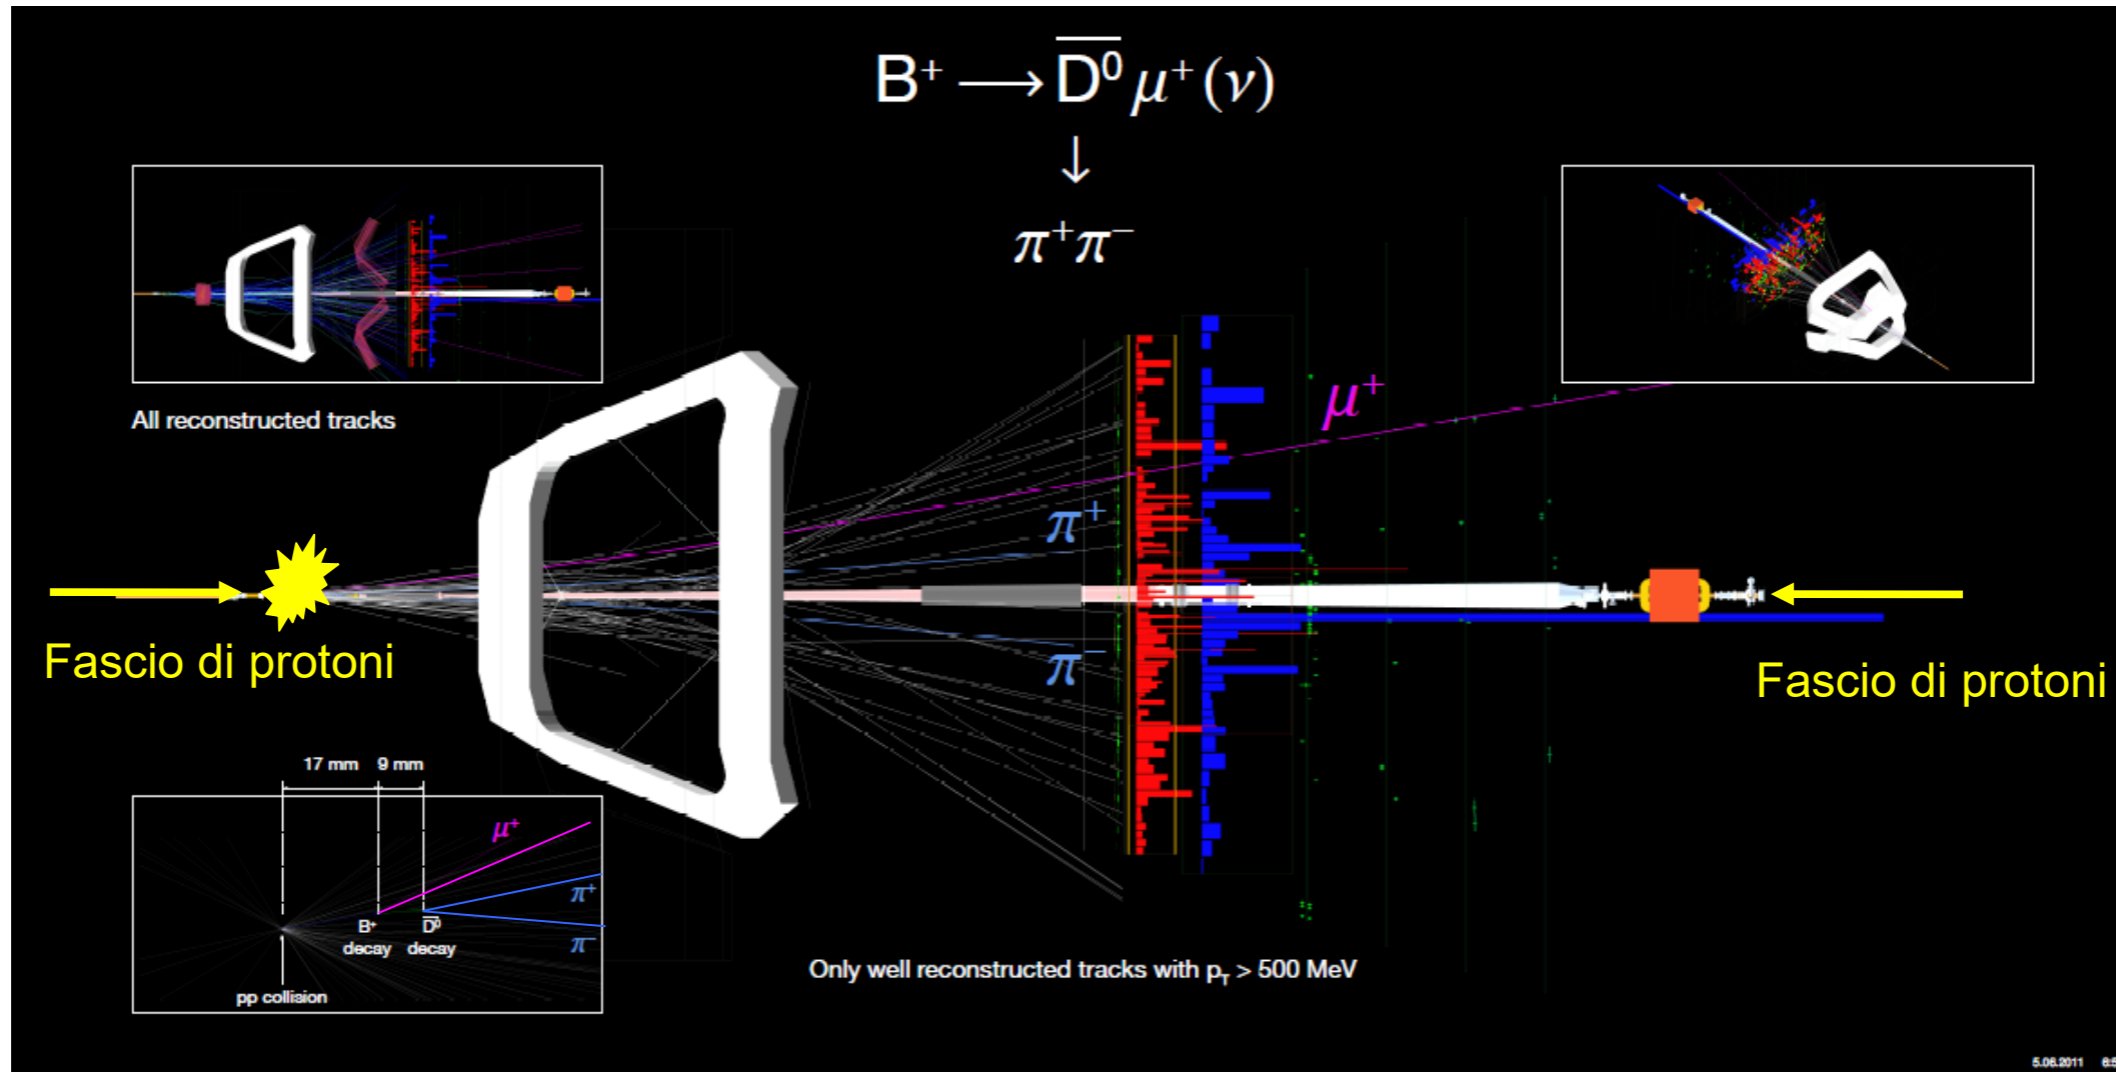 B⁺ ⟶ D̅⁰ μ⁺(ν)
↓
π⁺π⁻
All reconstructed tracks
μ⁺
π⁺
π⁻
Fascio di protoni
Fascio di protoni
17 mm 9 mm
μ⁺
π⁺
π⁻
B⁺ D̅⁰
decay decay
pp collision
Only well reconstructed tracks with pT > 500 MeV
5.06.2011